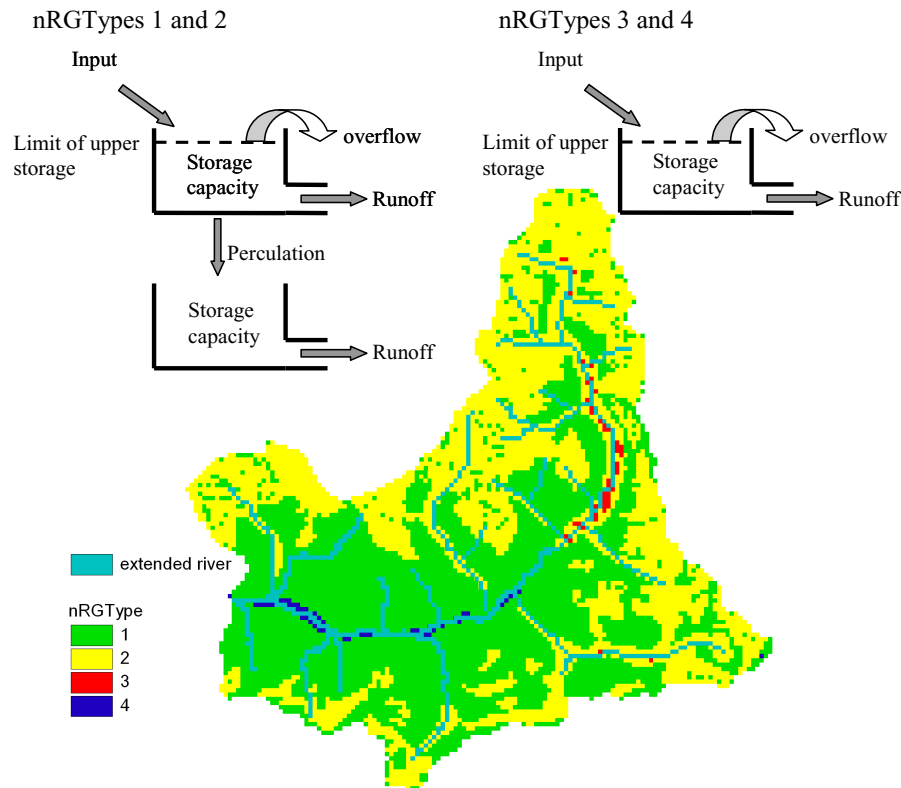 nRGTypes 1 and 2
Input
Limit of upper
storage
Storage
capacity
overflow
Runoff
Perculation
Storage
capacity
Runoff
nRGTypes 3 and 4
Input
Limit of upper
storage
Storage
capacity
overflow
Runoff
extended river
nRGType
1
2
3
4